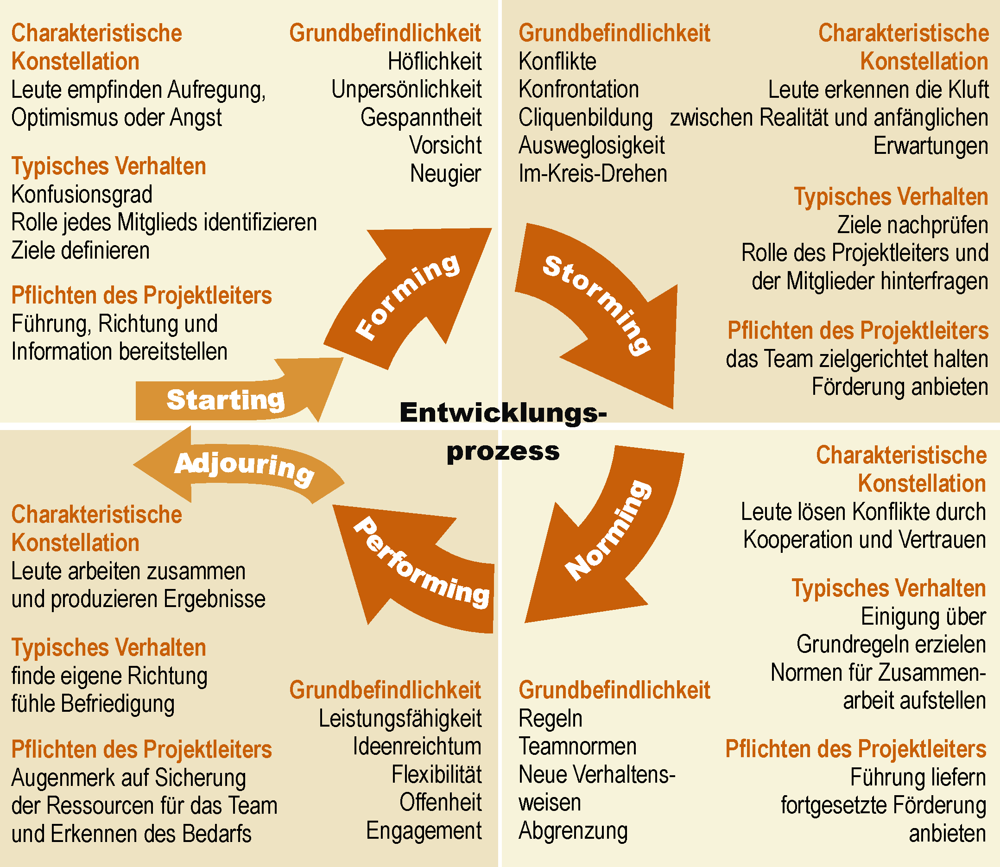 Charakteristische
Konstellation
Leute empfinden Aufregung,
Optimismus oder Angst
Typisches Verhalten
Konfusionsgrad
Rolle jedes Mitglieds identifizieren
Ziele definieren
Pflichten des Projektleiters
Führung, Richtung und
Information bereitstellen
Grundbefindlichkeit
Höflichkeit
Unpersönlichkeit
Gespanntheit
Vorsicht
Neugier
Starting
Forming
Grundbefindlichkeit
Konflikte
Konfrontation
Cliquenbildung
Ausweglosigkeit
Im-Kreis-Drehen
Charakteristische
Konstellation
Leute erkennen die Kluft
zwischen Realität und anfänglichen
Erwartungen
Typisches Verhalten
Ziele nachprüfen
Rolle des Projektleiters und
der Mitglieder hinterfragen
Pflichten des Projektleiters
das Team zielgerichtet halten
Förderung anbieten
Storming
Entwicklungs-
prozess
Norming
Charakteristische
Konstellation
Leute lösen Konflikte durch
Kooperation und Vertrauen
Typisches Verhalten
Einigung über
Grundregeln erzielen
Normen für Zusammen-
arbeit aufstellen
Pflichten des Projektleiters
Führung liefern
fortgesetzte Förderung
anbieten
Grundbefindlichkeit
Regeln
Teamnormen
Neue Verhaltens-
weisen
Abgrenzung
Performing
Adjouring
Charakteristische
Konstellation
Leute arbeiten zusammen
und produzieren Ergebnisse
Typisches Verhalten
finde eigene Richtung
fühle Befriedigung
Pflichten des Projektleiters
Augenmerk auf Sicherung
der Ressourcen für das Team
und Erkennen des Bedarfs
Grundbefindlichkeit
Leistungsfähigkeit
Ideenreichtum
Flexibilität
Offenheit
Engagement